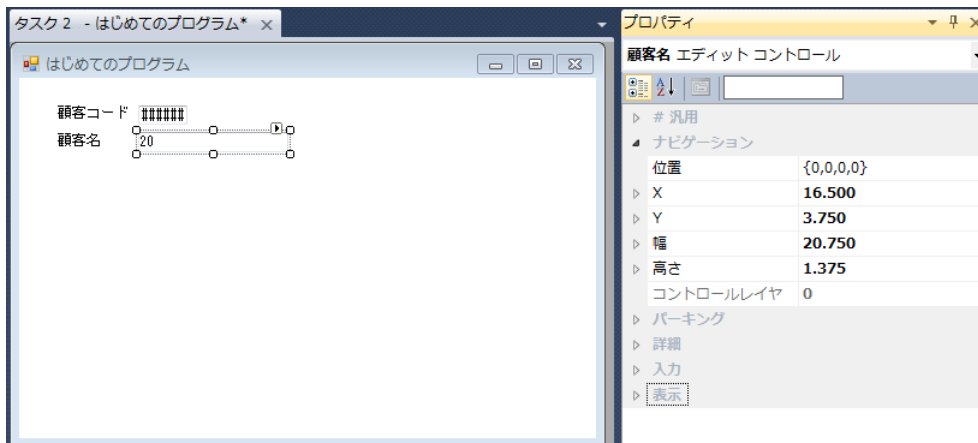 タスク 2 - はじめてのプログラム*
はじめてのプログラム
顧客コード ######
顧客名 20
プロパティ
顧客名 エディット コントロール
# 汎用
ナビゲーション
位置 {0,0,0,0}
X 16.500
Y 3.750
幅 20.750
高さ 1.375
コントロールレイヤ 0
パーキング
詳細
入力
表示